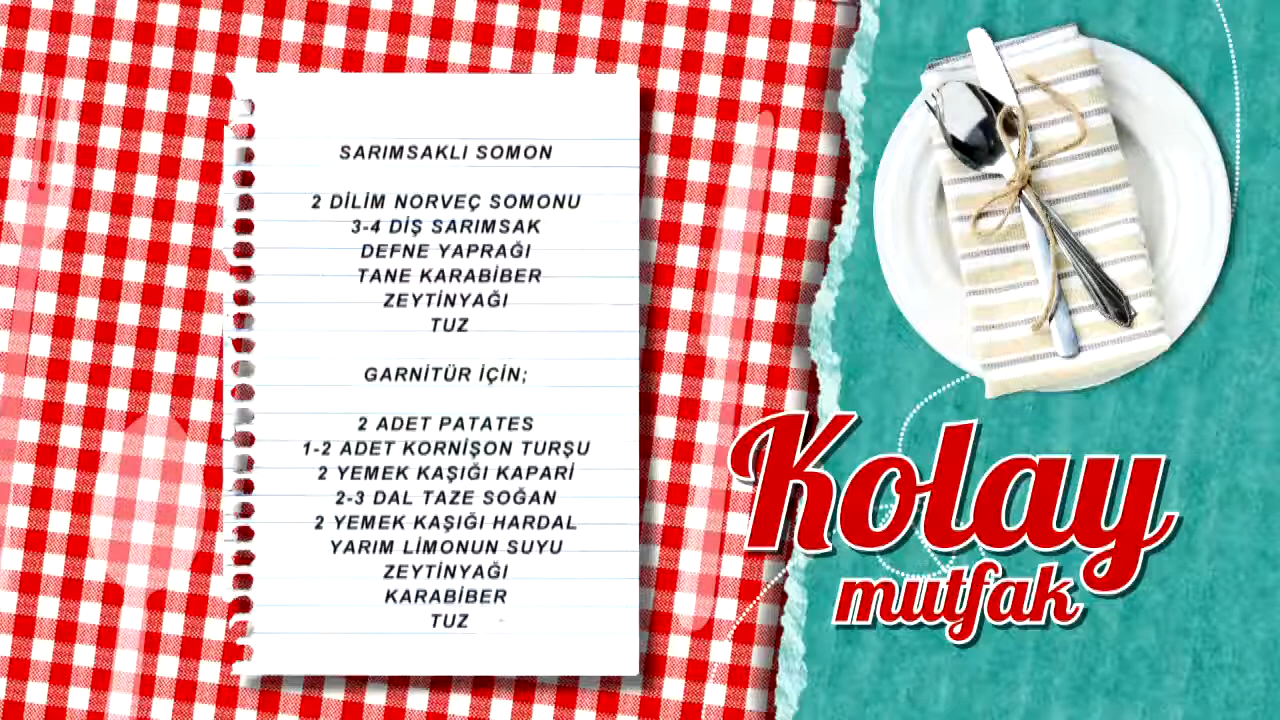 SARIMSAKLI SOMON
2 DİLİM NORVEÇ SOMONU
3-4 DİŞ SARIMSAK
DEFNE YAPRAĞI
TANE KARABİBER
ZEYTİNYAĞI
TUZ
GARNİTÜR İÇİN;
2 ADET PATATES
1-2 ADET KORNİŞON TURŞU
2 YEMEK KAŞIĞI KAPARİ
2-3 DAL TAZE SOĞAN
2 YEMEK KAŞIĞI HARDAL
YARIM LİMONUN SUYU
ZEYTİNYAĞI
KARABİBER
TUZ
Kolay
mutfak